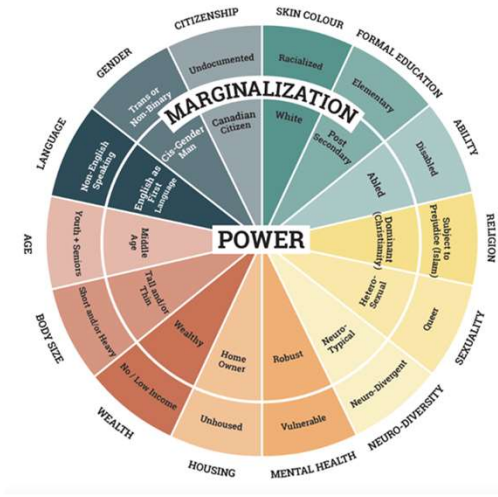 CITIZENSHIP
SKIN COLOUR
FORMAL EDUCATION
ABILITY
RELIGION
SEXUALITY
NEURO-DIVERSITY
MENTAL HEALTH
HOUSING
WEALTH
BODY SIZE
AGE
LANGUAGE
GENDER
Undocumented
Racialized
Elementary
Disabled
Subject to
Prejudice (Islam)
Queer
Neuro-Divergent
Vulnerable
Unhoused
No / Low Income
Short and/or Heavy
Youth + Seniors
Non-English
Speaking
Trans or
Non-Binary
MARGINALIZATION
Canadian
Citizen
White
Post
Secondary
Abled
Dominant
(Christianity)
Hetero-
Sexual
Neuro-
Typical
Robust
Home
Owner
Wealthy
Tall and/or
Thin
Middle
Age
English as
First
Language
Cis-Gender
Man
POWER